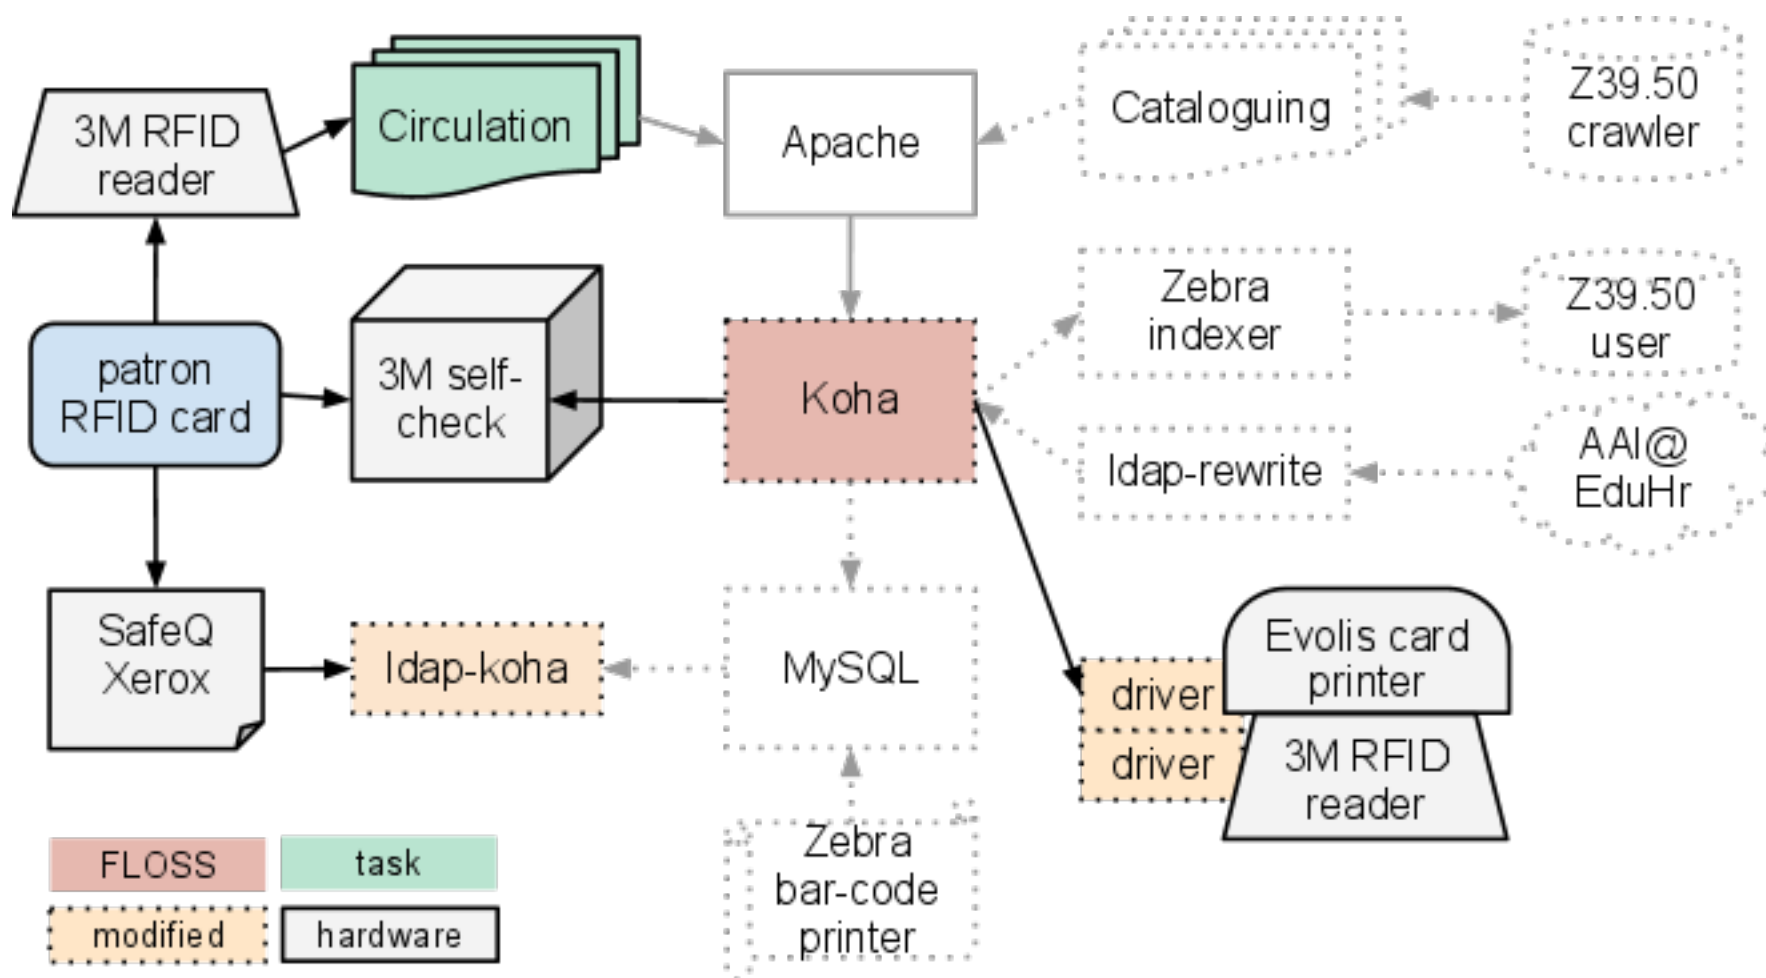 3M RFID
reader
Circulation
Apache
Cataloguing
Z39.50
crawler
patron
RFID card
3M self-
check
Koha
Zebra
indexer
Z39.50
user
ldap-rewrite
AAI@
EduHr
SafeQ
Xerox
ldap-koha
MySQL
driver
driver
Evolis card
printer
3M RFID
reader
Zebra
bar-code
printer
FLOSS
task
modified
hardware